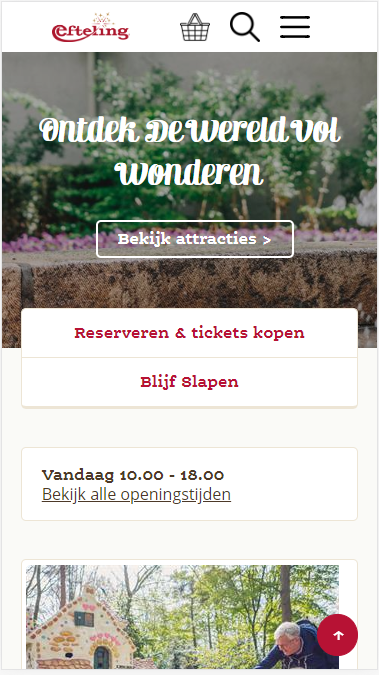 Efteling
Ontdek De Wereld Vol
Wonderen
Bekijk attracties >
Reserveren & tickets kopen
Blijf Slapen
Vandaag 10.00 - 18.00
Bekijk alle openingstijden